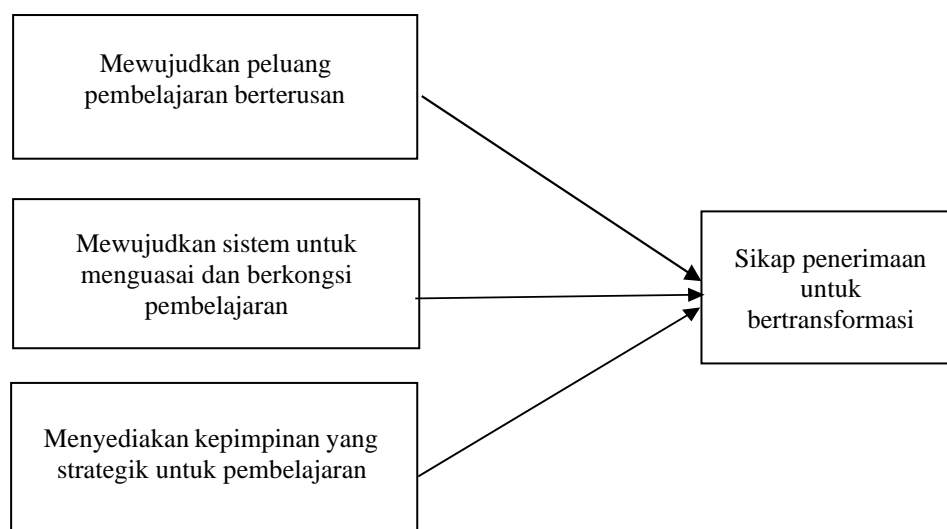 Mewujudkan peluang
pembelajaran berterusan
Mewujudkan sistem untuk
menguasai dan berkongsi
pembelajaran
Menyediakan kepimpinan yang
strategik untuk pembelajaran
Sikap penerimaan
untuk
bertransformasi